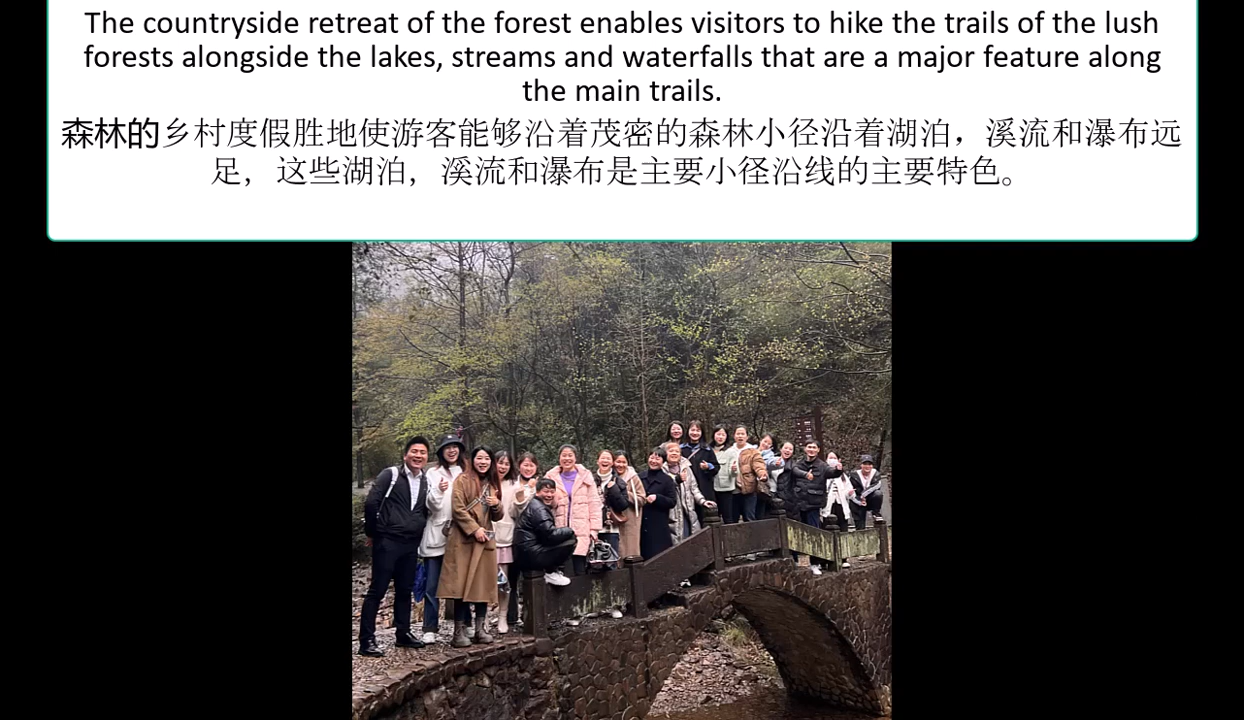 The countryside retreat of the forest enables visitors to hike the trails of the lush
forests alongside the lakes, streams and waterfalls that are a major feature along
the main trails.
森林的乡村度假胜地使游客能够沿着茂密的森林小径沿着湖泊，溪流和瀑布远
足，这些湖泊，溪流和瀑布是主要小径沿线的主要特色。